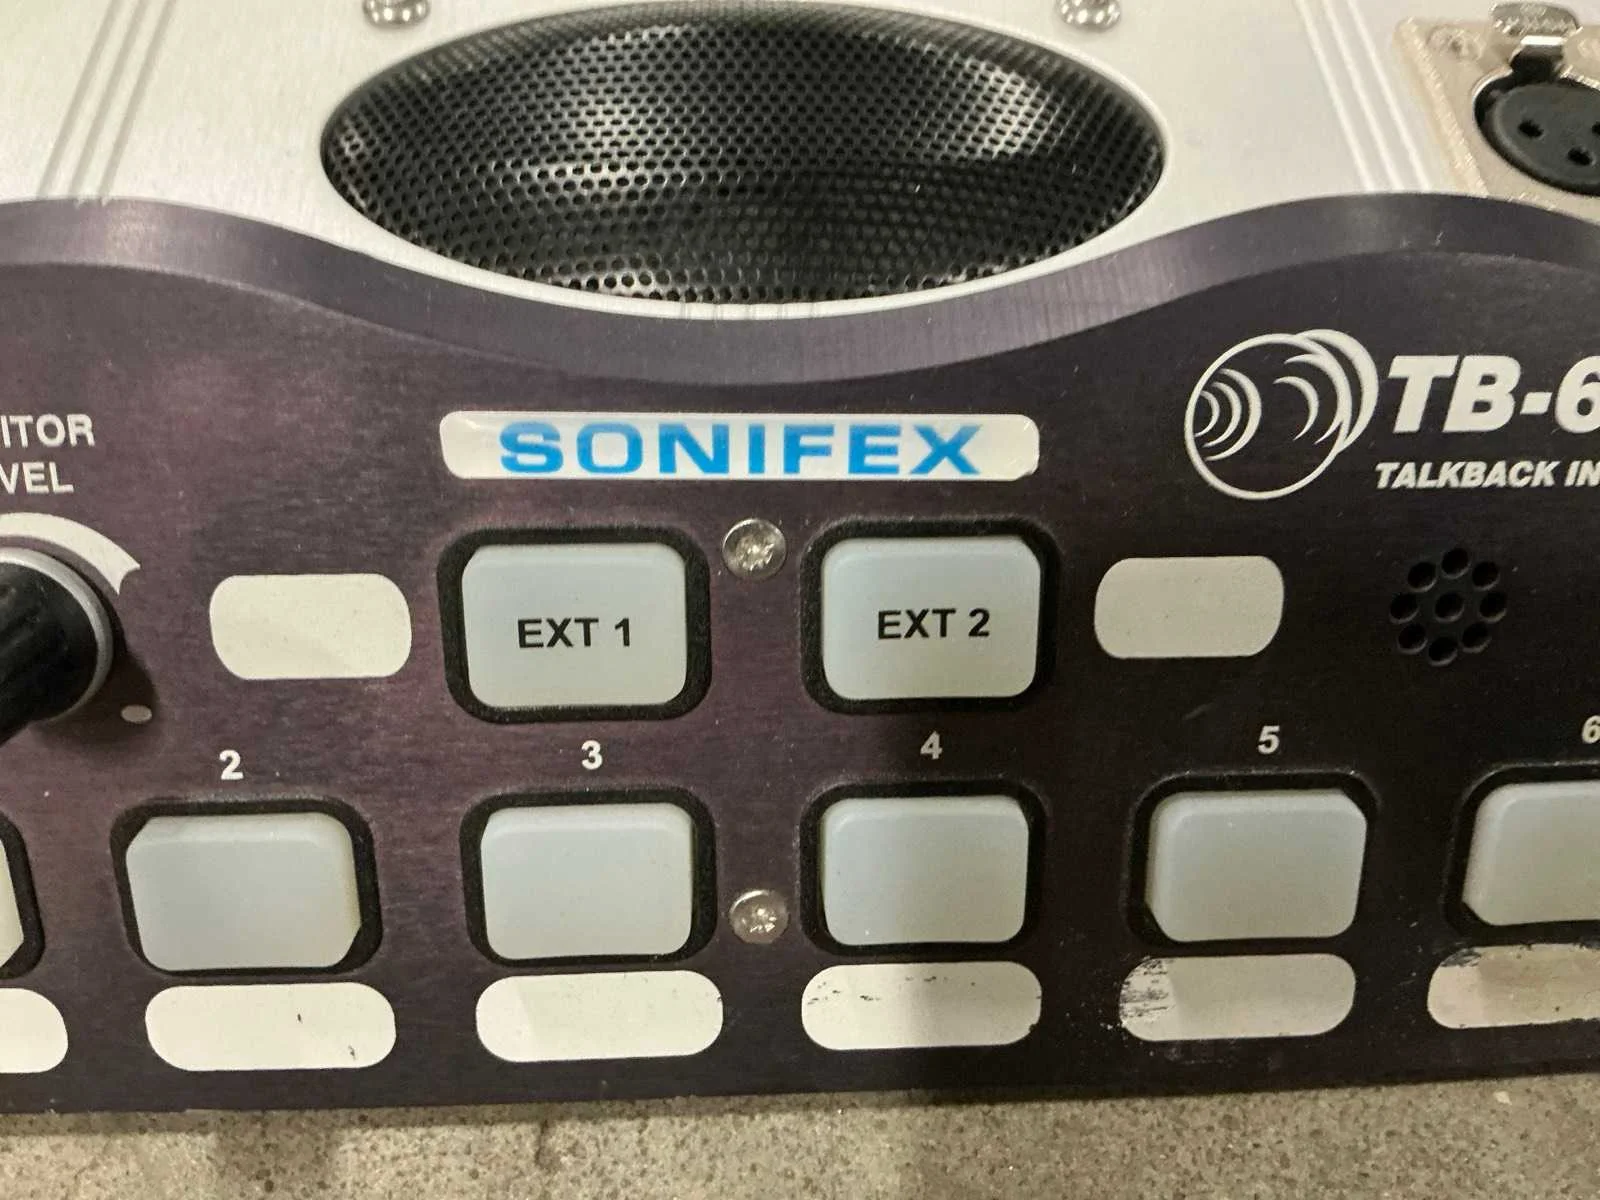 ITOR
VEL
SONIFEX
TB-6
TALKBACK IN
EXT 1
EXT 2
2
3
4
5
6